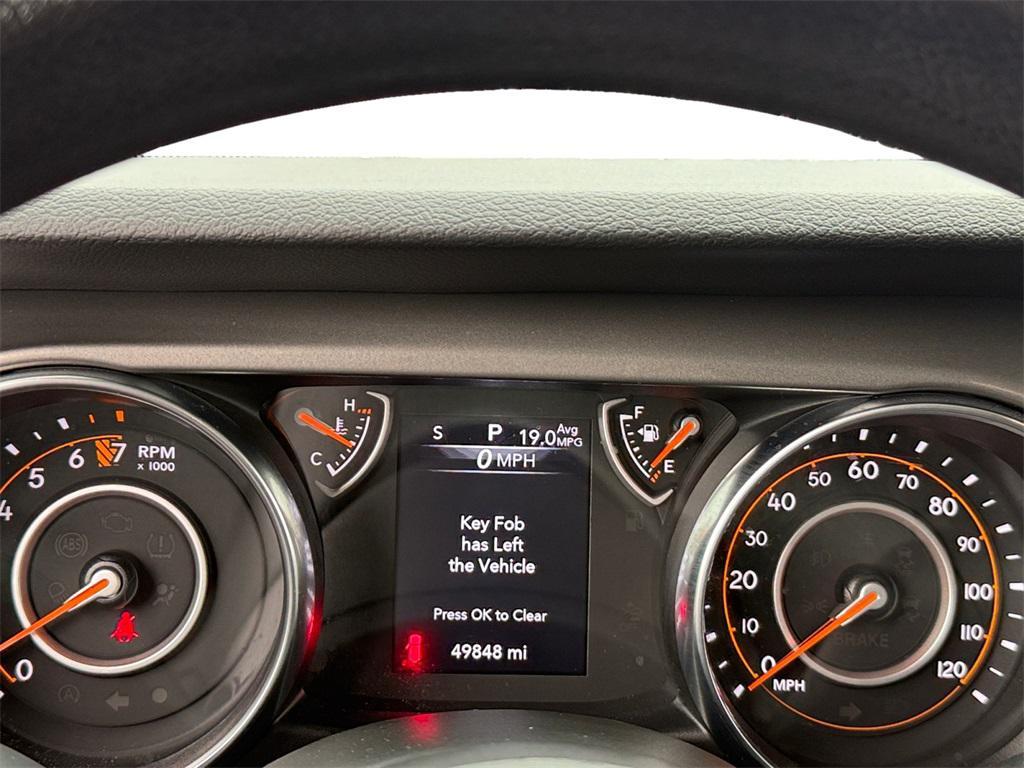 S P 19.0 Avg MPG
0 MPH
Key Fob
has Left
the Vehicle
Press OK to Clear
49848 mi
H
C
F
E
4 5 6 7
RPM
x 1000
0
ABS
A
0 10 20 30 40 50 60 70 80 90 100 110 120
MPH
BRAKE